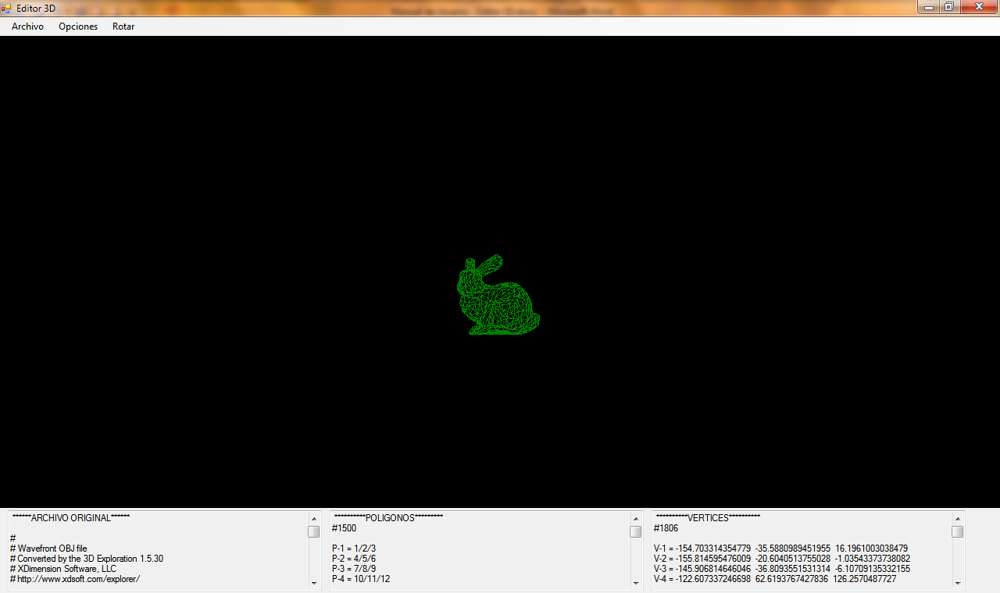 Editor 3D
Archivo Opciones Rotar
******ARCHIVO ORIGINAL******
#
# Wavefront OBJ file
# Converted by the 3D Exploration 1.5.30
# XDimension Software, LLC
# http://www.xdsoft.com/explorer/
**********POLIGONOS*********
#1500
P-1 = 1/2/3
P-2 = 4/5/6
P-3 = 7/8/9
P-4 = 10/11/12
**********VERTICES**********
#1806
V-1 = -154.703314354779 -35.5880989451955 16.1961003038479
V-2 = -155.814595476009 -20.6040513755028 -1.03543373738082
V-3 = -145.906814646046 -36.8093551531314 -6.10709135332155
V-4 = -122.607337246698 62.6193767427836 126.2570487727